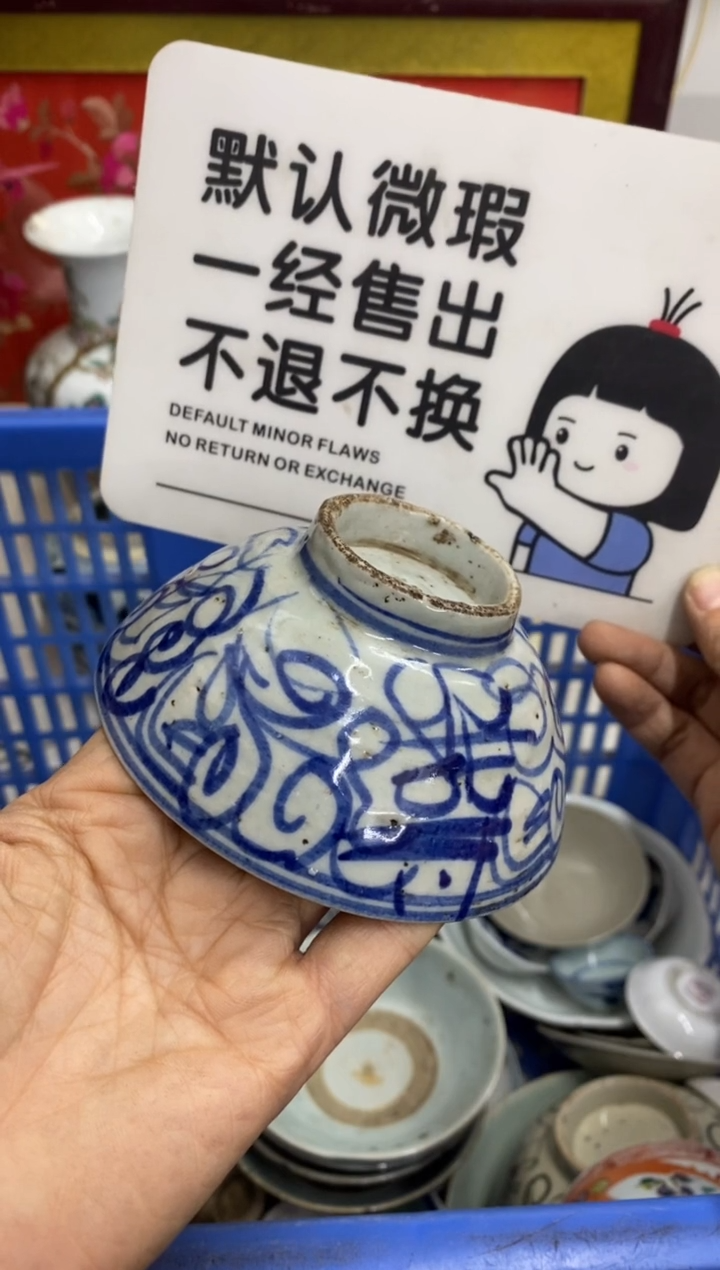 默认微瑕
一经售出
不退不换
DEFAULT MINOR FLAWS
NO RETURN OR EXCHANGE